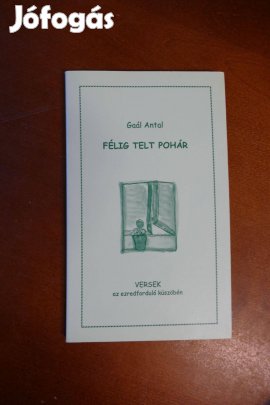 Jófogás
Gaál Antal
FÉLIG TELT POHÁR
VERSEK
az ezredforduló küszöbén